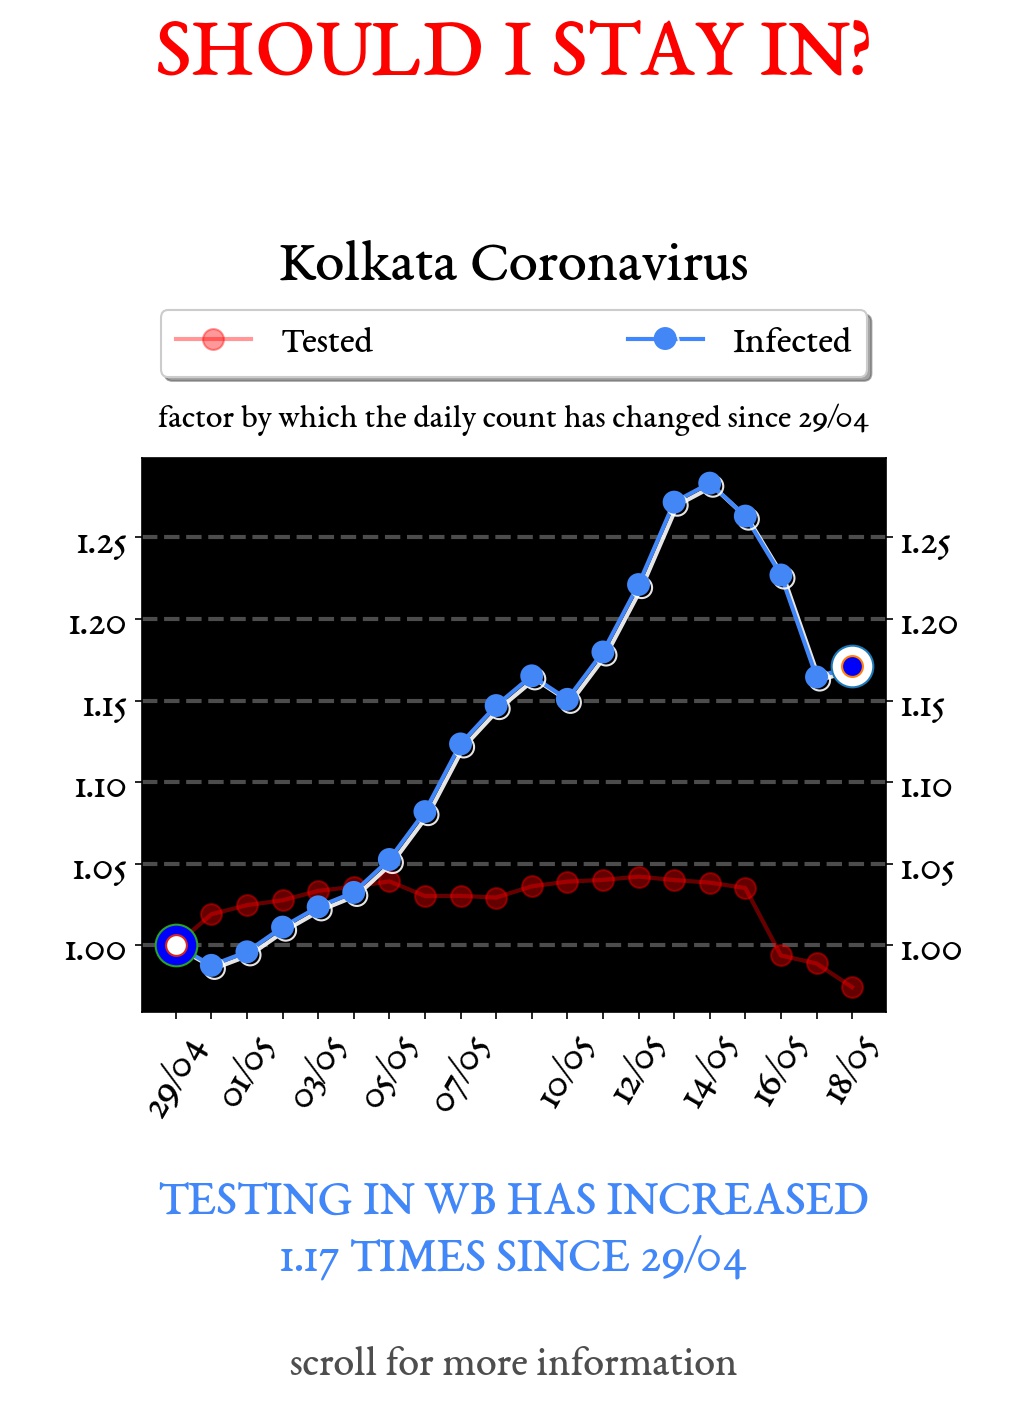 SHOULD I STAY IN?
Kolkata Coronavirus
Tested Infected
factor by which the daily count has changed since 29/04
1.25 1.25
1.20 1.20
1.15 1.15
1.10 1.10
1.05 1.05
1.00 1.00
29/04 01/05 03/05 05/05 07/05 10/05 12/05 14/05 16/05 18/05
TESTING IN WB HAS INCREASED
1.17 TIMES SINCE 29/04
scroll for more information